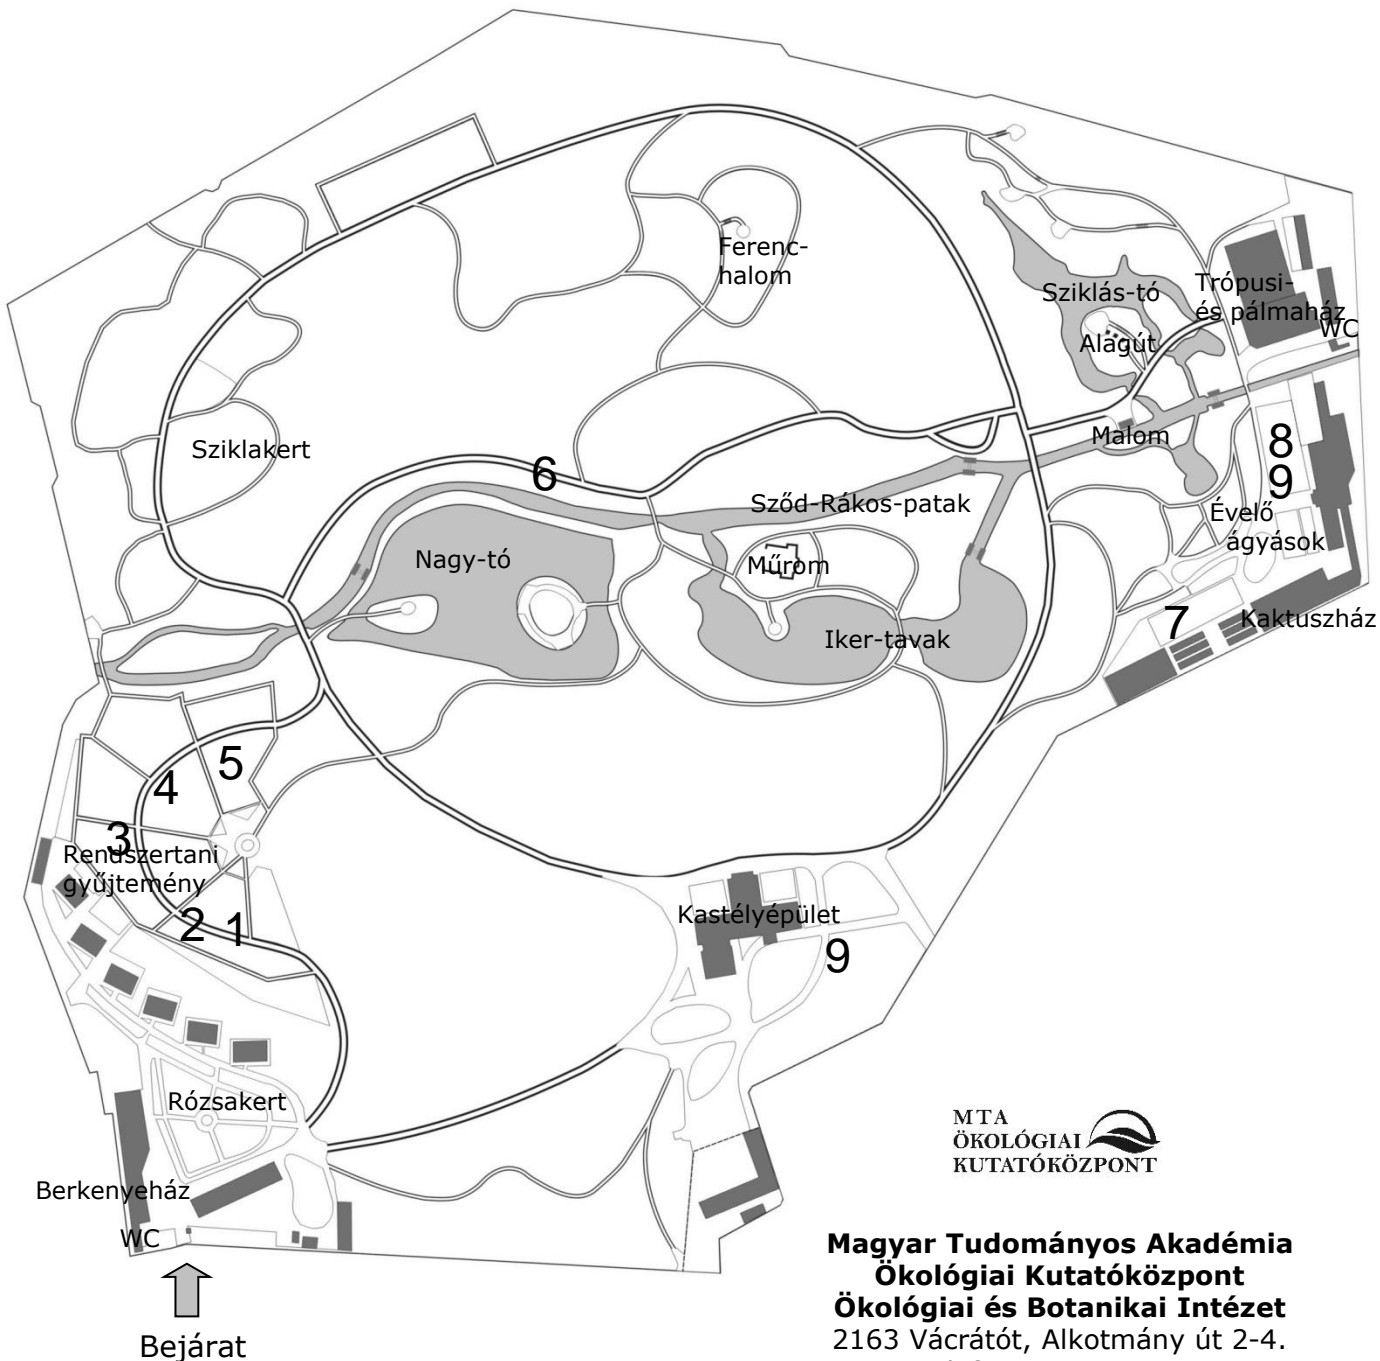 Ferenc-
halom
Sziklás-tó
Trópusi-
és pálmaház
WC
Alagút
Malom
Sziklakert
6
8
9
Sződ-Rákos-patak
Évelő
ágyások
Nagy-tó
Műrom
7
Kaktuszház
Iker-tavak
5
4
3
Rendszertani
gyűjtemény
2
1
Kastélyépület
9
Rózsakert
MTA
ÖKOLÓGIAI
KUTATÓKÖZPONT
Berkenyeház
WC
Bejárat
Magyar Tudományos Akadémia
Ökológiai Kutatóközpont
Ökológiai és Botanikai Intézet
2163 Vácrátót, Alkotmány út 2-4.